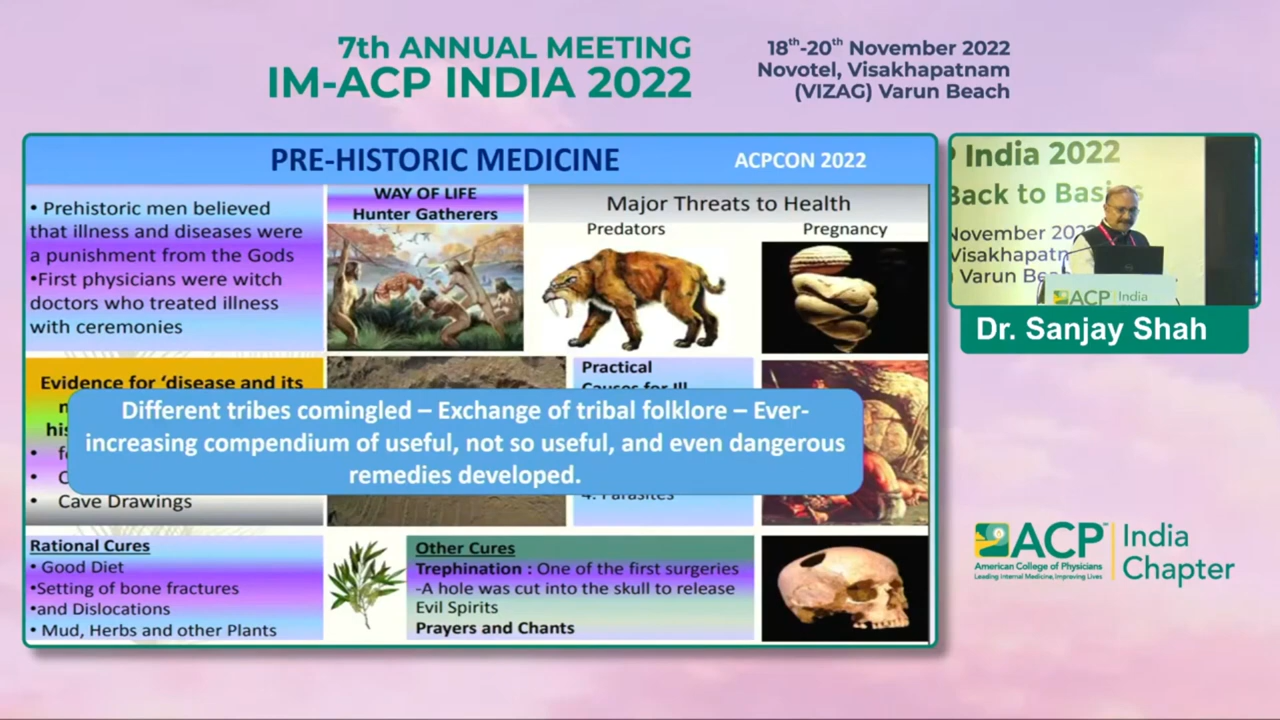 7th ANNUAL MEETING
IM-ACP INDIA 2022
18th-20th November 2022
Novotel, Visakhapatnam
(VIZAG) Varun Beach
PRE-HISTORIC MEDICINE
ACPCON 2022
• Prehistoric men believed
that illness and diseases were
a punishment from the Gods
•First physicians were witch
doctors who treated illness
with ceremonies
WAY OF LIFE
Hunter Gatherers
Major Threats to Health
Predators
Pregnancy
Evidence for ‘disease and its
Practical
Causes for Ill
Different tribes comingled – Exchange of tribal folklore – Ever-
increasing compendium of useful, not so useful, and even dangerous
remedies developed.
• Cave Drawings
4. Parasites
Rational Cures
• Good Diet
•Setting of bone fractures
•and Dislocations
• Mud, Herbs and other Plants
Other Cures
Trephination : One of the first surgeries
-A hole was cut into the skull to release
Evil Spirits
Prayers and Chants
India 2022
Back to
November
Varun
ACP India
Dr. Sanjay Shah
ACP
American College of Physicians
Leading Internal Medicine, Improving Lives
India
Chapter